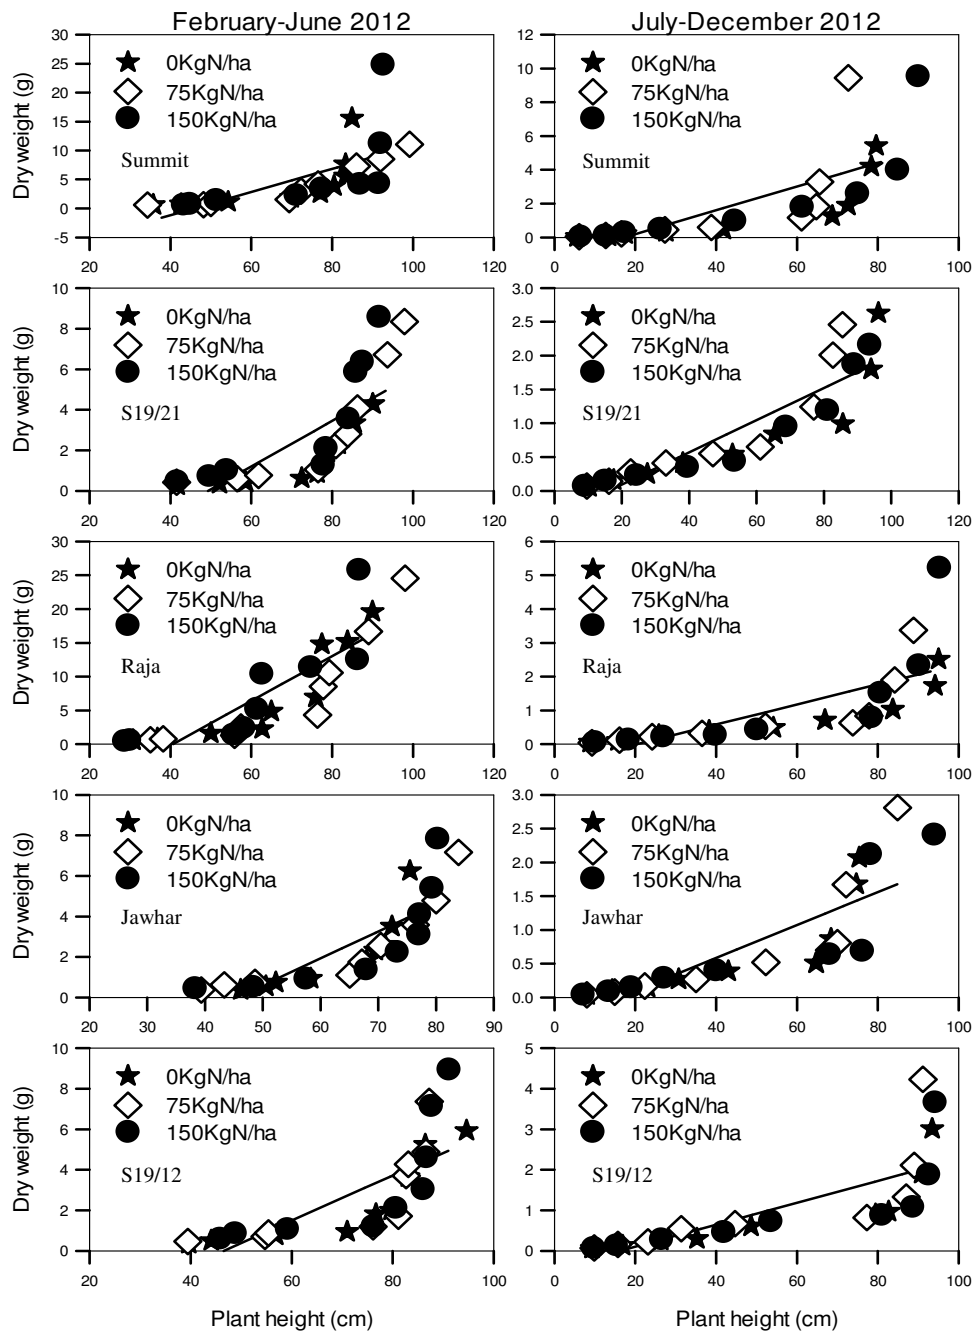 February-June 2012
July-December 2012
30
25
20
15
10
5
0
-5
Dry weight (g)
0KgN/ha
75KgN/ha
150KgN/ha
Summit
20
40
60
80
100
120
12
10
8
6
4
2
0
0KgN/ha
75KgN/ha
150KgN/ha
Summit
0
20
40
60
80
100
10
8
6
4
2
0
Dry weight (g)
0KgN/ha
75KgN/ha
150KgN/ha
S19/21
20
40
60
80
100
120
3.0
2.5
2.0
1.5
1.0
0.5
0.0
0KgN/ha
75KgN/ha
150KgN/ha
S19/21
0
20
40
60
80
100
120
30
25
20
15
10
5
0
Dry weight (g)
0KgN/ha
75KgN/ha
150KgN/ha
Raja
20
40
60
80
100
120
6
5
4
3
2
1
0
0KgN/ha
75KgN/ha
150KgN/ha
Raja
0
20
40
60
80
100
10
8
6
4
2
0
Dry weight (g)
0KgN/ha
75KgN/ha
150KgN/ha
Jawhar
20
30
40
50
60
70
80
90
3.0
2.5
2.0
1.5
1.0
0.5
0.0
0KgN/ha
75KgN/ha
150KgN/ha
Jawhar
0
20
40
60
80
100
10
8
6
4
2
0
Dry weight (g)
0KgN/ha
75KgN/ha
150KgN/ha
S19/12
20
40
60
80
100
5
4
3
2
1
0
0KgN/ha
75KgN/ha
150KgN/ha
S19/12
0
20
40
60
80
100
Plant height (cm)
Plant height (cm)